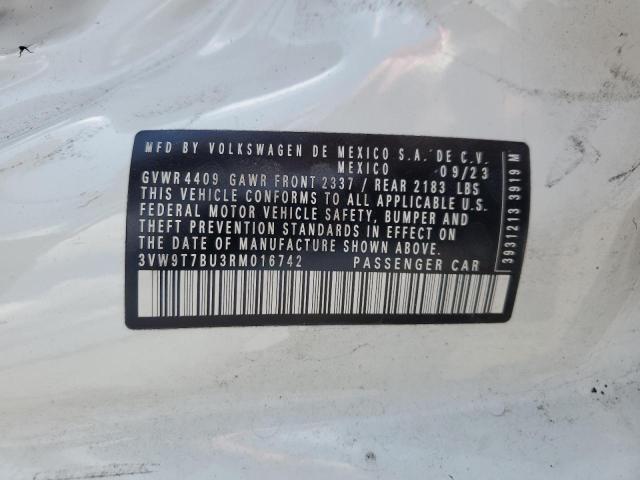 MFD BY VOLKSWAGEN DE MEXICO S.A. DE C.V.
MEXICO 09/23
GVWR 4409 GAWR FRONT 2337 / REAR 2183 LBS
THIS VEHICLE CONFORMS TO ALL APPLICABLE U.S.
FEDERAL MOTOR VEHICLE SAFETY, BUMPER AND
THEFT PREVENTION STANDARDS IN EFFECT ON
THE DATE OF MANUFACTURE SHOWN ABOVE
3VW9T7BU3RM016742 PASSENGER CAR
3931213 3919 M